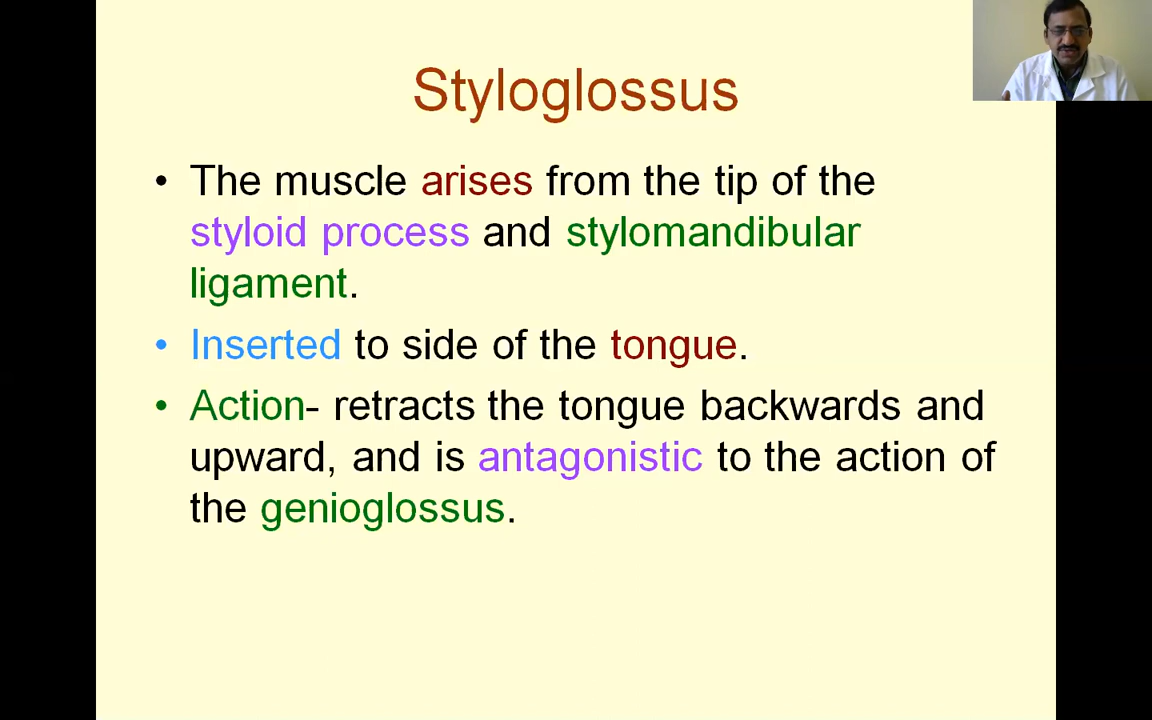 Styloglossus
• The muscle arises from the tip of the
styloid process and stylomandibular
ligament.
• Inserted to side of the tongue.
• Action- retracts the tongue backwards and
upward, and is antagonistic to the action of
the genioglossus.